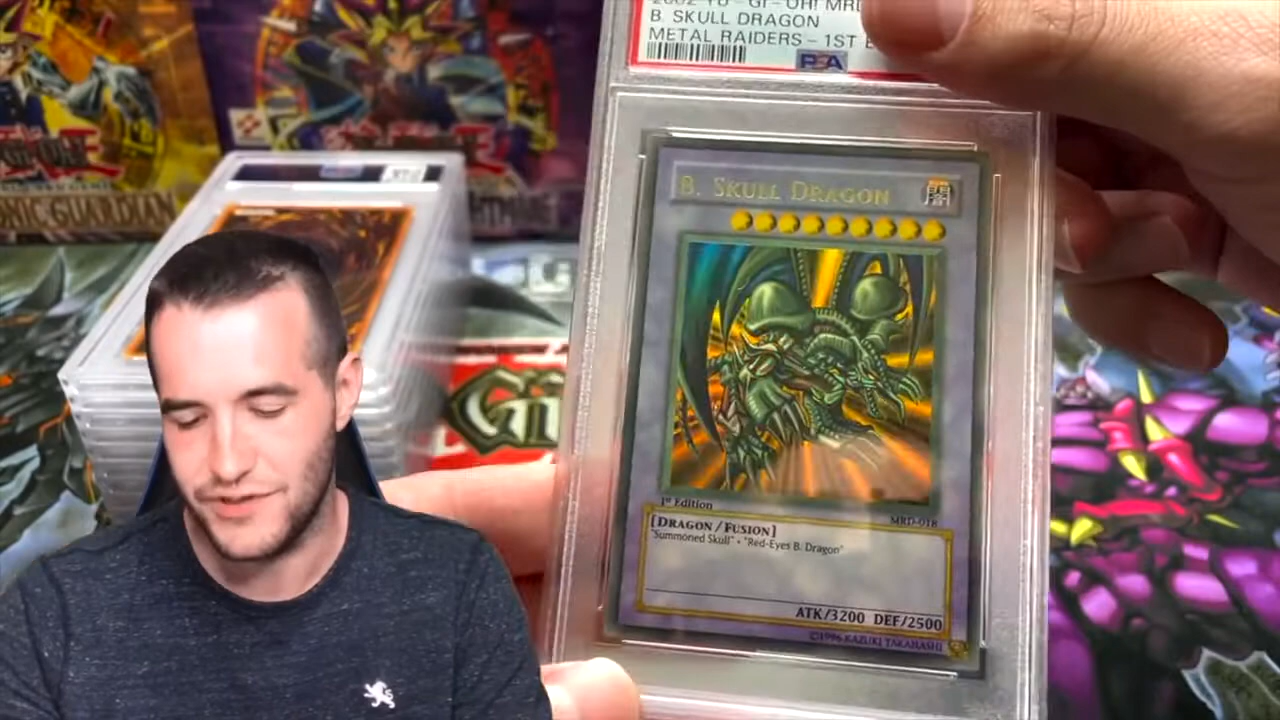 2002 YU-GI-OH! MRD
B. SKULL DRAGON
METAL RAIDERS - 1ST E
PSA
B. SKULL DRAGON
1st Edition
MRD-018
[DRAGON/FUSION]
"Summoned Skull" + "Red-Eyes B. Dragon"
ATK/3200 DEF/2500
©1996 KAZUKI TAKAHASHI
GUARDIAN